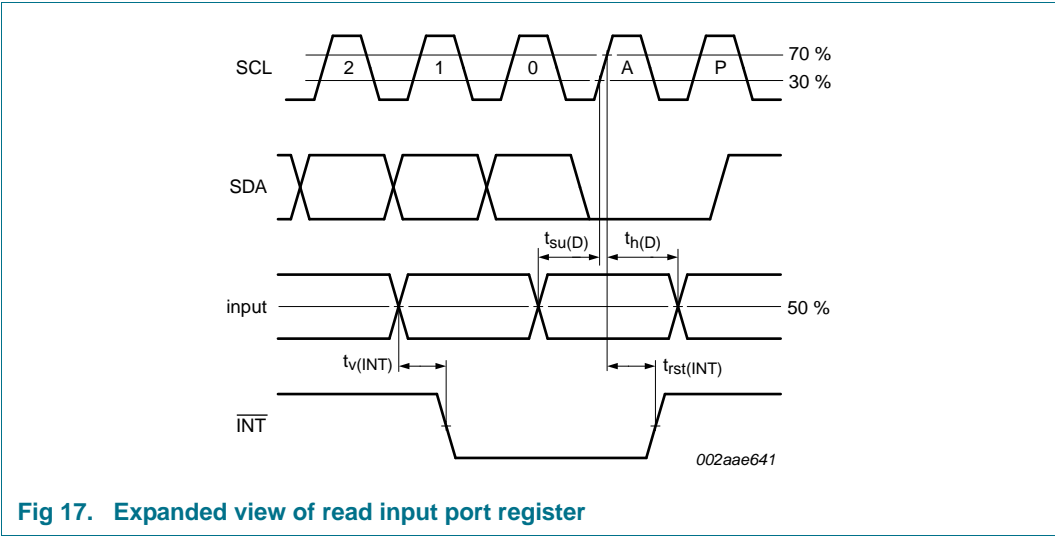 SCL 2 1 0 A P 70 %
30 %
SDA
tsu(D) th(D)
input 50 %
tv(INT) trst(INT)
INT
002aae641
Fig 17. Expanded view of read input port register